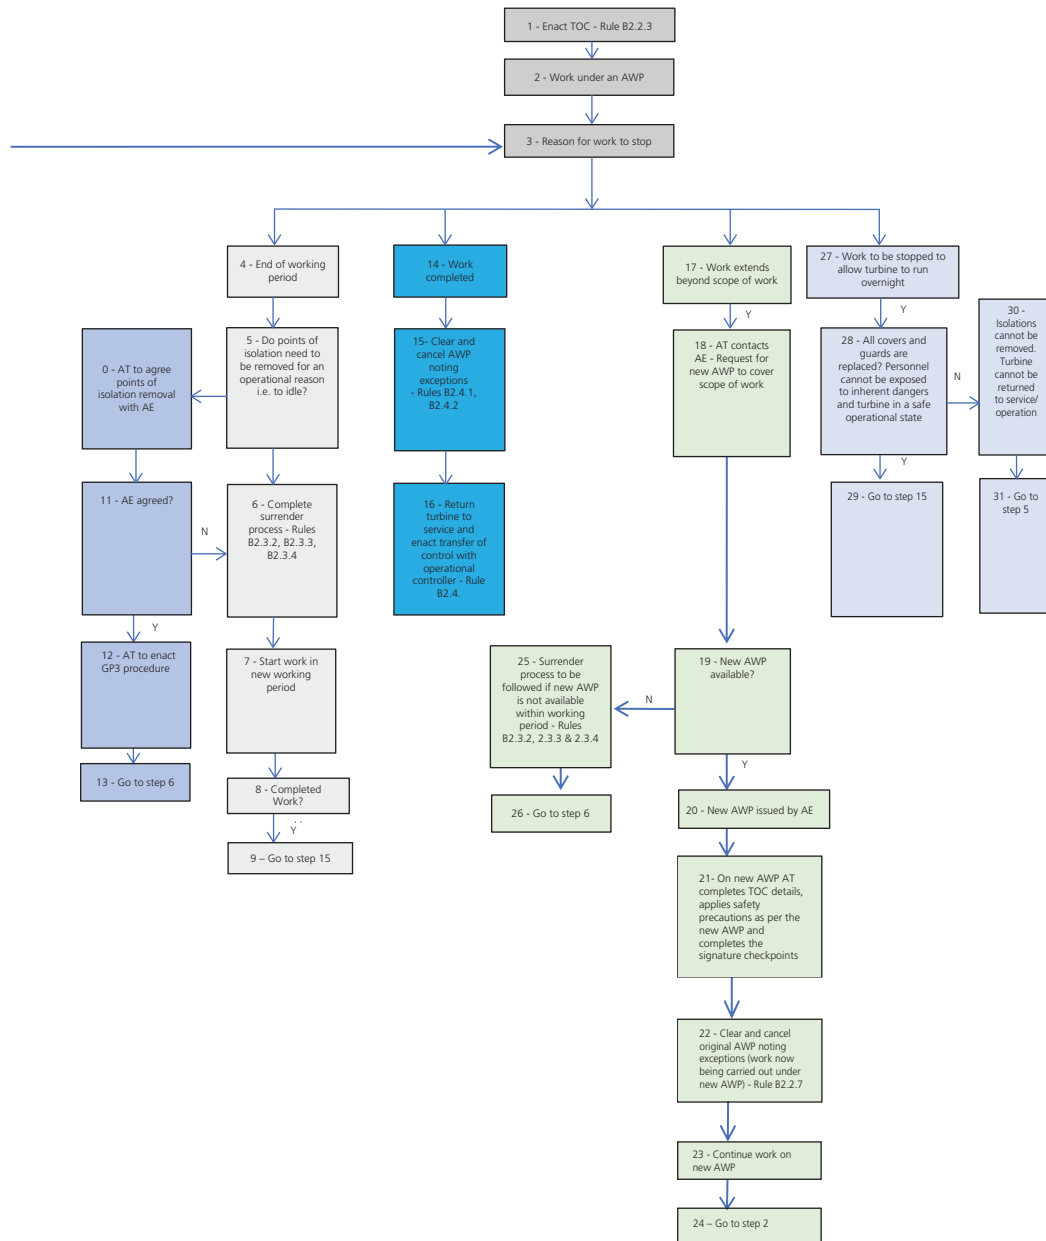 1 - Enact TOC - Rule B2.2.3
2 - Work under an AWP
3 - Reason for work to stop
4 - End of working
period
5 - Do points of
isolation need to
be removed for an
operational reason
i.e. to idle?
0 - AT to agree
points of
isolation removal
with AE
11 - AE agreed?
N
Y
6 - Complete
surrender
process - Rules
B2.3.2, B2.3.3,
B2.3.4
12 - AT to enact
GP3 procedure
13 - Go to step 6
7 - Start work in
new working
period
8 - Completed
Work?
Y
9 – Go to step 15
14 - Work
completed
15- Clear and
cancel AWP
noting
exceptions
- Rules B2.4.1,
B2.4.2
16 - Return
turbine to
service and
enact transfer of
control with
operational
controller - Rule
B2.4.
17 - Work extends
beyond scope of work
Y
18 - AT contacts
AE - Request for
new AWP to cover
scope of work
19 - New AWP
available?
N
Y
25 - Surrender
process to be
followed if new AWP
is not available
within working
period - Rules
B2.3.2, 2.3.3 & 2.3.4
26 - Go to step 6
20 - New AWP issued by AE
21- On new AWP AT
completes TOC details,
applies safety
precautions as per the
new AWP and
completes the
signature checkpoints
22 - Clear and cancel
original AWP noting
exceptions (work now
being carried out under
new AWP) - Rule B2.2.7
23 - Continue work on
new AWP
24 – Go to step 2
27 - Work to be stopped to
allow turbine to run
overnight
Y
28 - All covers and
guards are
replaced? Personnel
cannot be exposed
to inherent dangers
and turbine in a safe
operational state
N
Y
29 - Go to step 15
30 -
Isolations
cannot be
removed.
Turbine
cannot be
returned
to service/
operation
31 - Go to
step 5